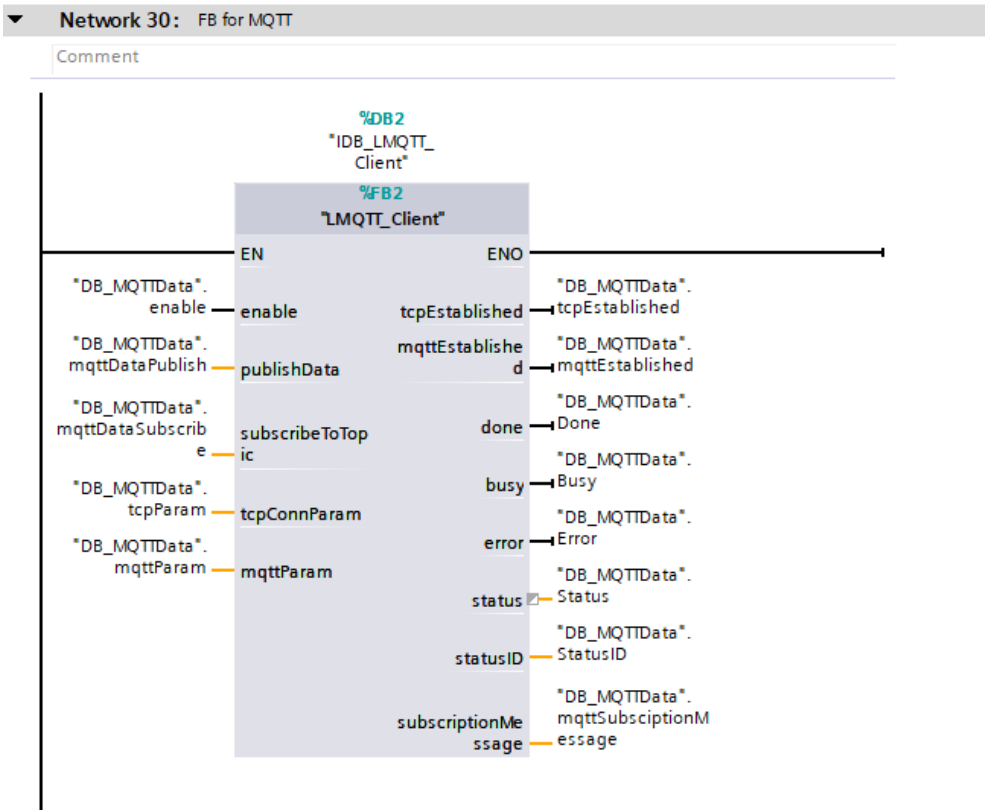 Network 30: FB for MQTT
Comment
%DB2
"IDB_LMQTT_
Client"
%FB2
"LMQTT_Client"
EN
ENO
"DB_MQTTData".
enable
enable
tcpEstablished
"DB_MQTTData".
tcpEstablished
"DB_MQTTData".
mqttDataPublish
publishData
mqttEstablishe
d
"DB_MQTTData".
mqttEstablished
"DB_MQTTData".
mqttDataSubscrib
e
subscribeToTop
ic
done
"DB_MQTTData".
Done
busy
"DB_MQTTData".
Busy
"DB_MQTTData".
tcpParam
tcpConnParam
error
"DB_MQTTData".
Error
"DB_MQTTData".
mqttParam
mqttParam
status
"DB_MQTTData".
Status
statusID
"DB_MQTTData".
StatusID
subscriptionMe
ssage
"DB_MQTTData".
mqttSubsciptionM
essage